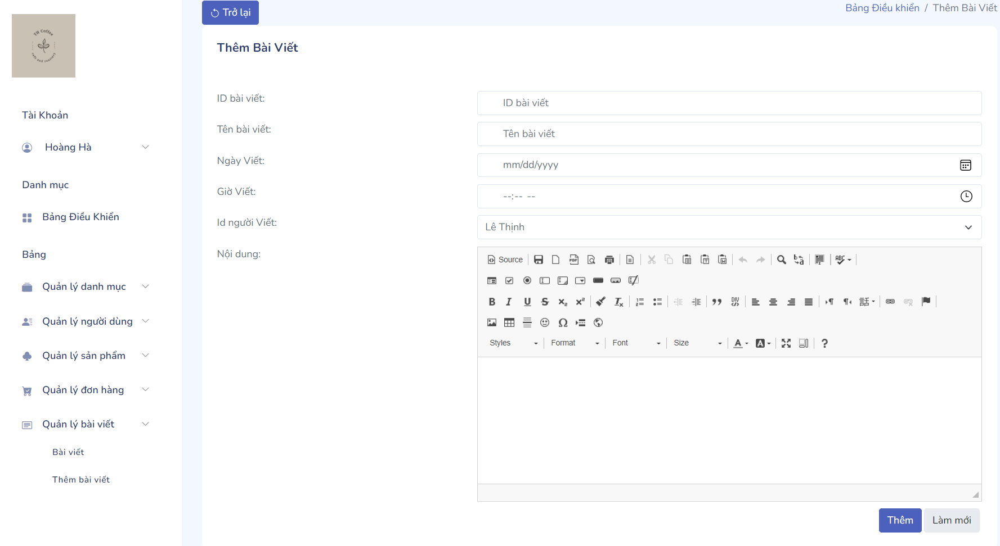 TH Coffee
cafe and roastery
Tài Khoản
Hoàng Hà
Danh mục
Bảng Điều Khiển
Bảng
Quản lý danh mục
Quản lý người dùng
Quản lý sản phẩm
Quản lý đơn hàng
Quản lý bài viết
Bài viết
Thêm bài viết
Trở lại
Bảng Điều khiển / Thêm Bài Viết
Thêm Bài Viết
ID bài viết:
ID bài viết
Tên bài viết:
Tên bài viết
Ngày Viết:
mm/dd/yyyy
Giờ Viết:
--:-- --
Id người Viết:
Lê Thịnh
Nội dung:
Source
Styles Format Font Size
Thêm Làm mới